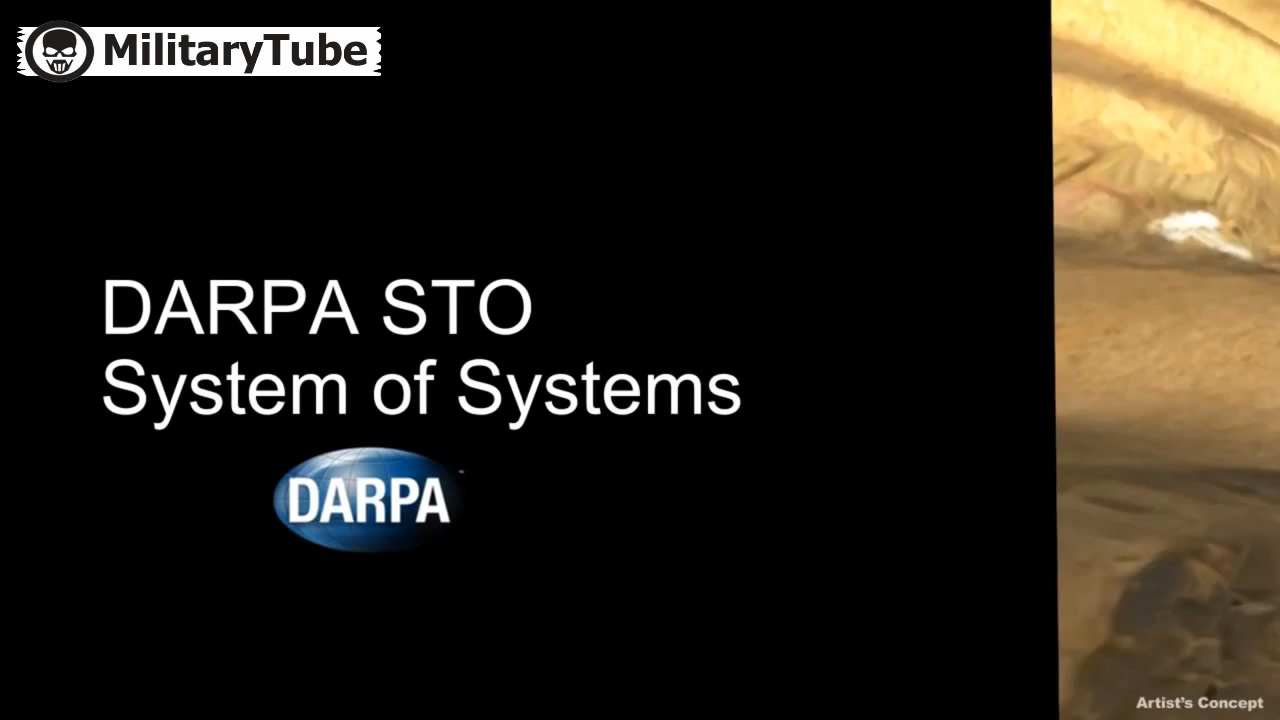 MilitaryTube
DARPA STO
System of Systems
DARPA
Artist's Concept